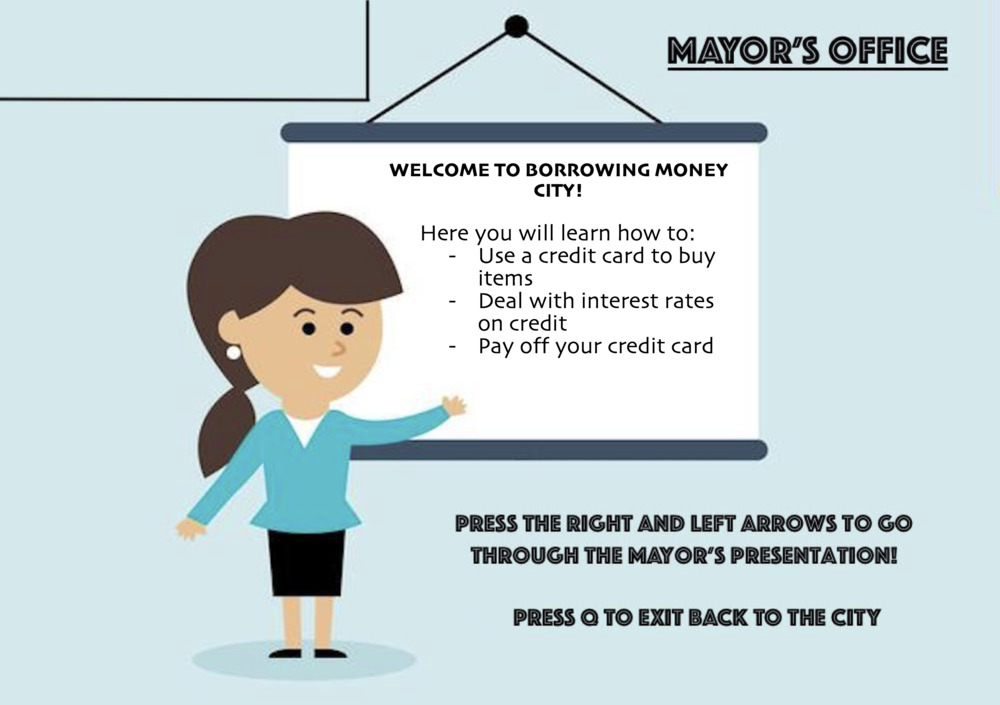 MAYOR'S OFFICE
WELCOME TO BORROWING MONEY
CITY!
Here you will learn how to:
- Use a credit card to buy
items
- Deal with interest rates
on credit
- Pay off your credit card
PRESS THE RIGHT AND LEFT ARROWS TO GO
THROUGH THE MAYOR'S PRESENTATION!
PRESS Q TO EXIT BACK TO THE CITY